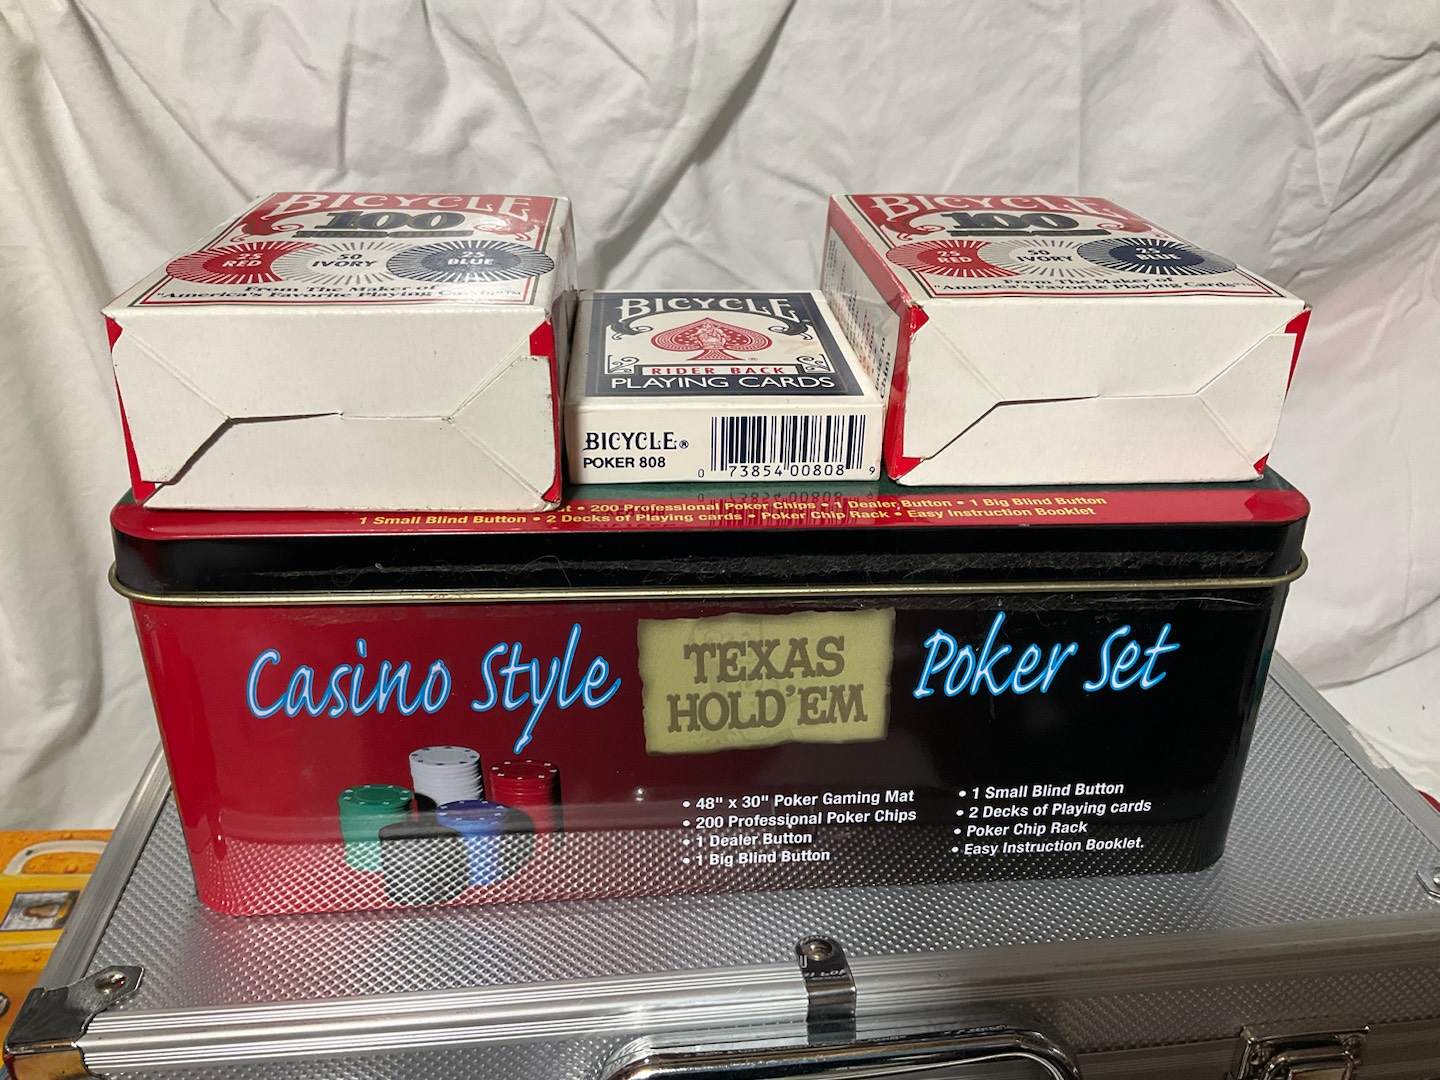 BICYCLE
100
25 RED
50 IVORY
25 BLUE
From The Maker of
"America's Favorite Playing Cards"™
BICYCLE®
RIDER BACK
PLAYING CARDS
BICYCLE®
POKER 808
0 73854 00808 9
BICYCLE
100
25 RED
50 IVORY
25 BLUE
From The Maker of
"America's Favorite Playing Cards"™
• 200 Professional Poker Chips • 1 Dealer Button • 1 Big Blind Button
1 Small Blind Button • 2 Decks of Playing cards • Poker Chip Rack • Easy Instruction Booklet
Casino Style
TEXAS
HOLD'EM
Poker Set
• 48" x 30" Poker Gaming Mat
• 200 Professional Poker Chips
• 1 Dealer Button
• 1 Big Blind Button
• 1 Small Blind Button
• 2 Decks of Playing cards
• Poker Chip Rack
• Easy Instruction Booklet.